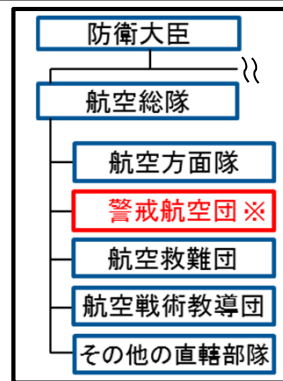 防衛大臣
航空総隊
航空方面隊
警戒航空団※
航空救難団
航空戦術教導団
その他の直轄部隊